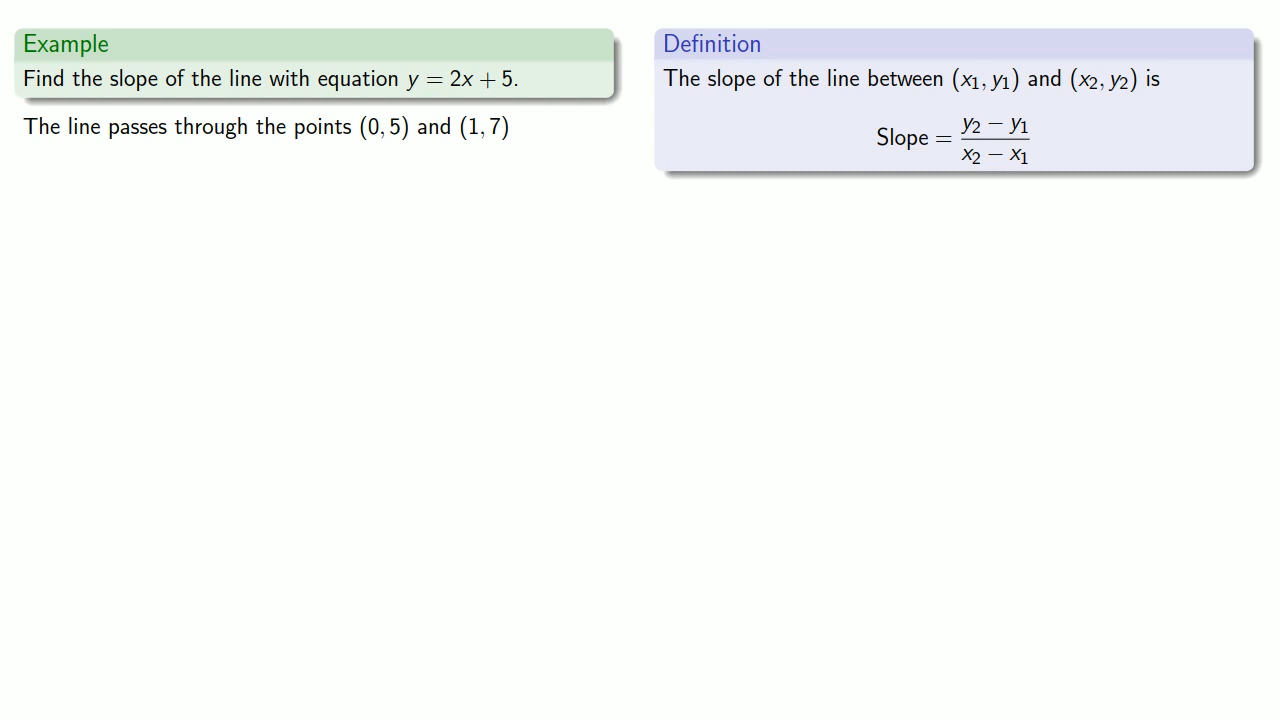 Example
Find the slope of the line with equation y = 2x + 5.
The line passes through the points (0, 5) and (1, 7)
Definition
The slope of the line between (x₁, y₁) and (x₂, y₂) is
Slope = (y₂ − y₁) / (x₂ − x₁)